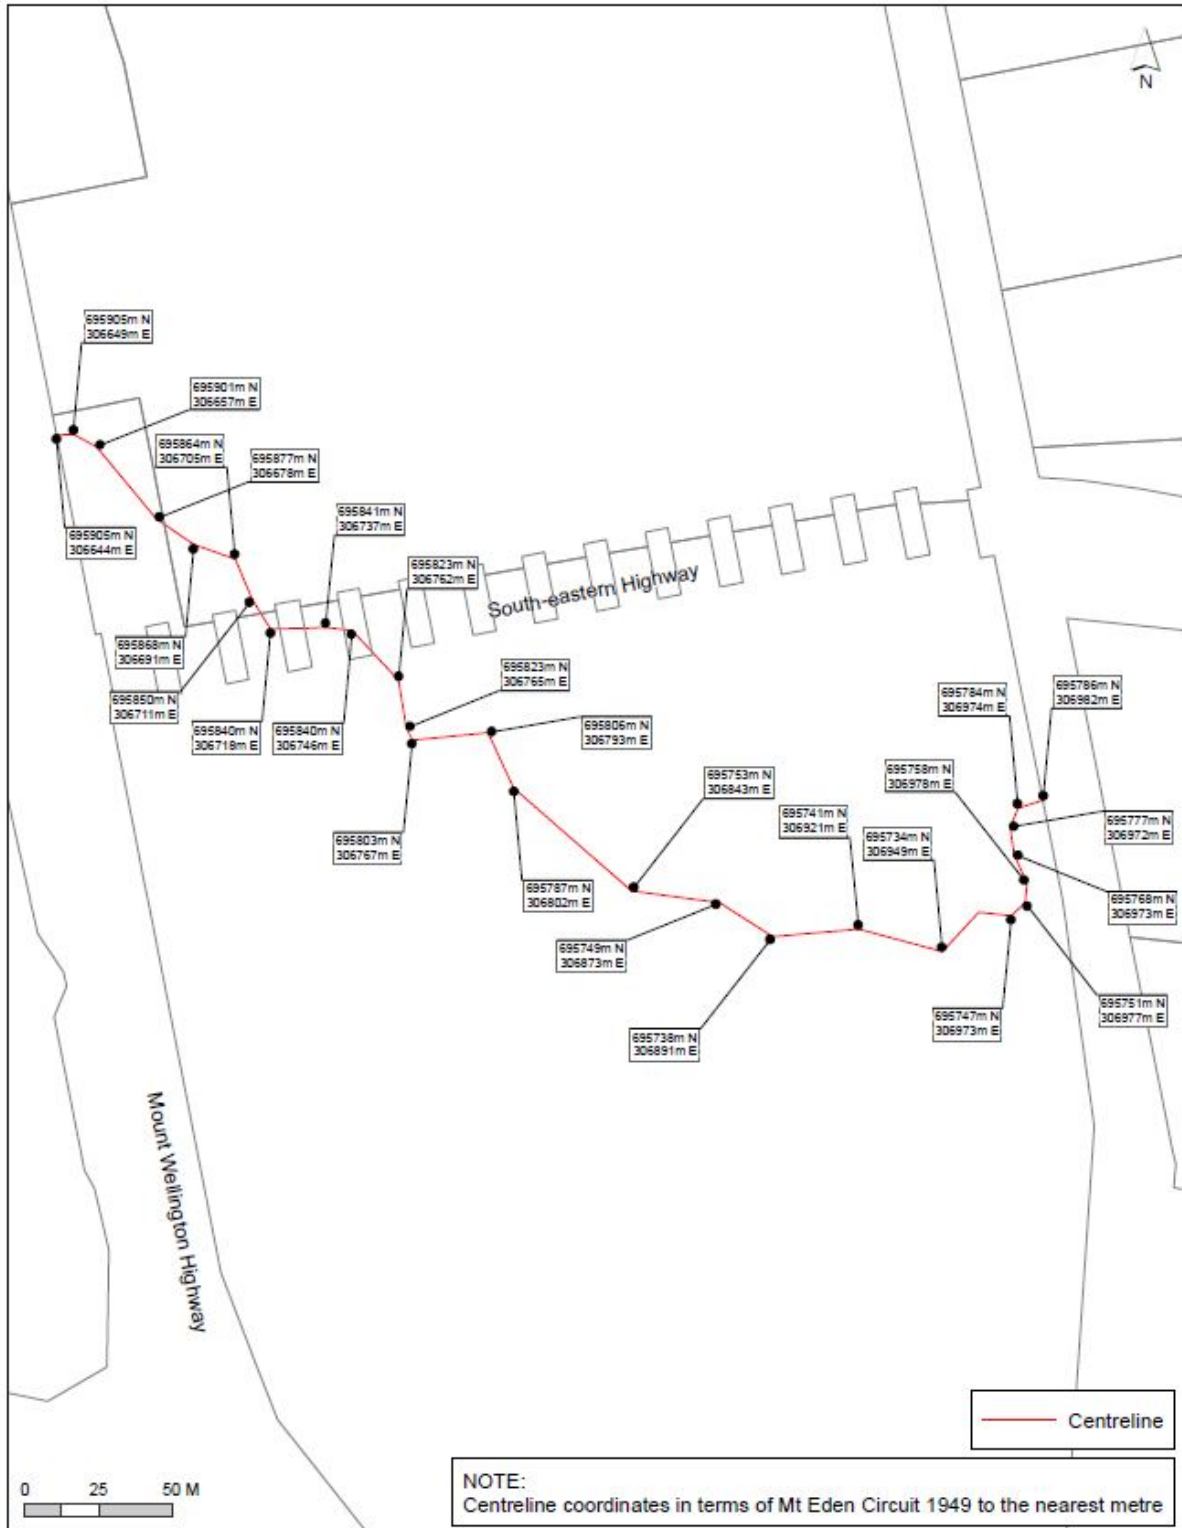 N
695905m N
306649m E
695901m N
306657m E
695864m N
306705m E
695877m N
306678m E
695841m N
306737m E
695905m N
306644m E
695823m N
306762m E
South-eastern Highway
695868m N
306691m E
695850m N
306711m E
695840m N
306718m E
695840m N
306746m E
695823m N
306765m E
695806m N
306793m E
695784m N
306974m E
695786m N
306982m E
695758m N
306978m E
695753m N
306843m E
695741m N
306921m E
695734m N
306949m E
695777m N
306972m E
695803m N
306767m E
695787m N
306802m E
695768m N
306973m E
695749m N
306873m E
695738m N
306891m E
695747m N
306973m E
695751m N
306977m E
Mount Wellington Highway
Centreline
0 25 50 M
NOTE:
Centreline coordinates in terms of Mt Eden Circuit 1949 to the nearest metre